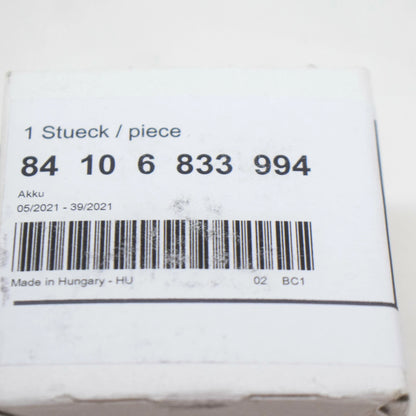 1 Stueck / piece
84 10 6 833 994
Akku
05/2021 - 39/2021
Made in Hungary - HU 02 BC1